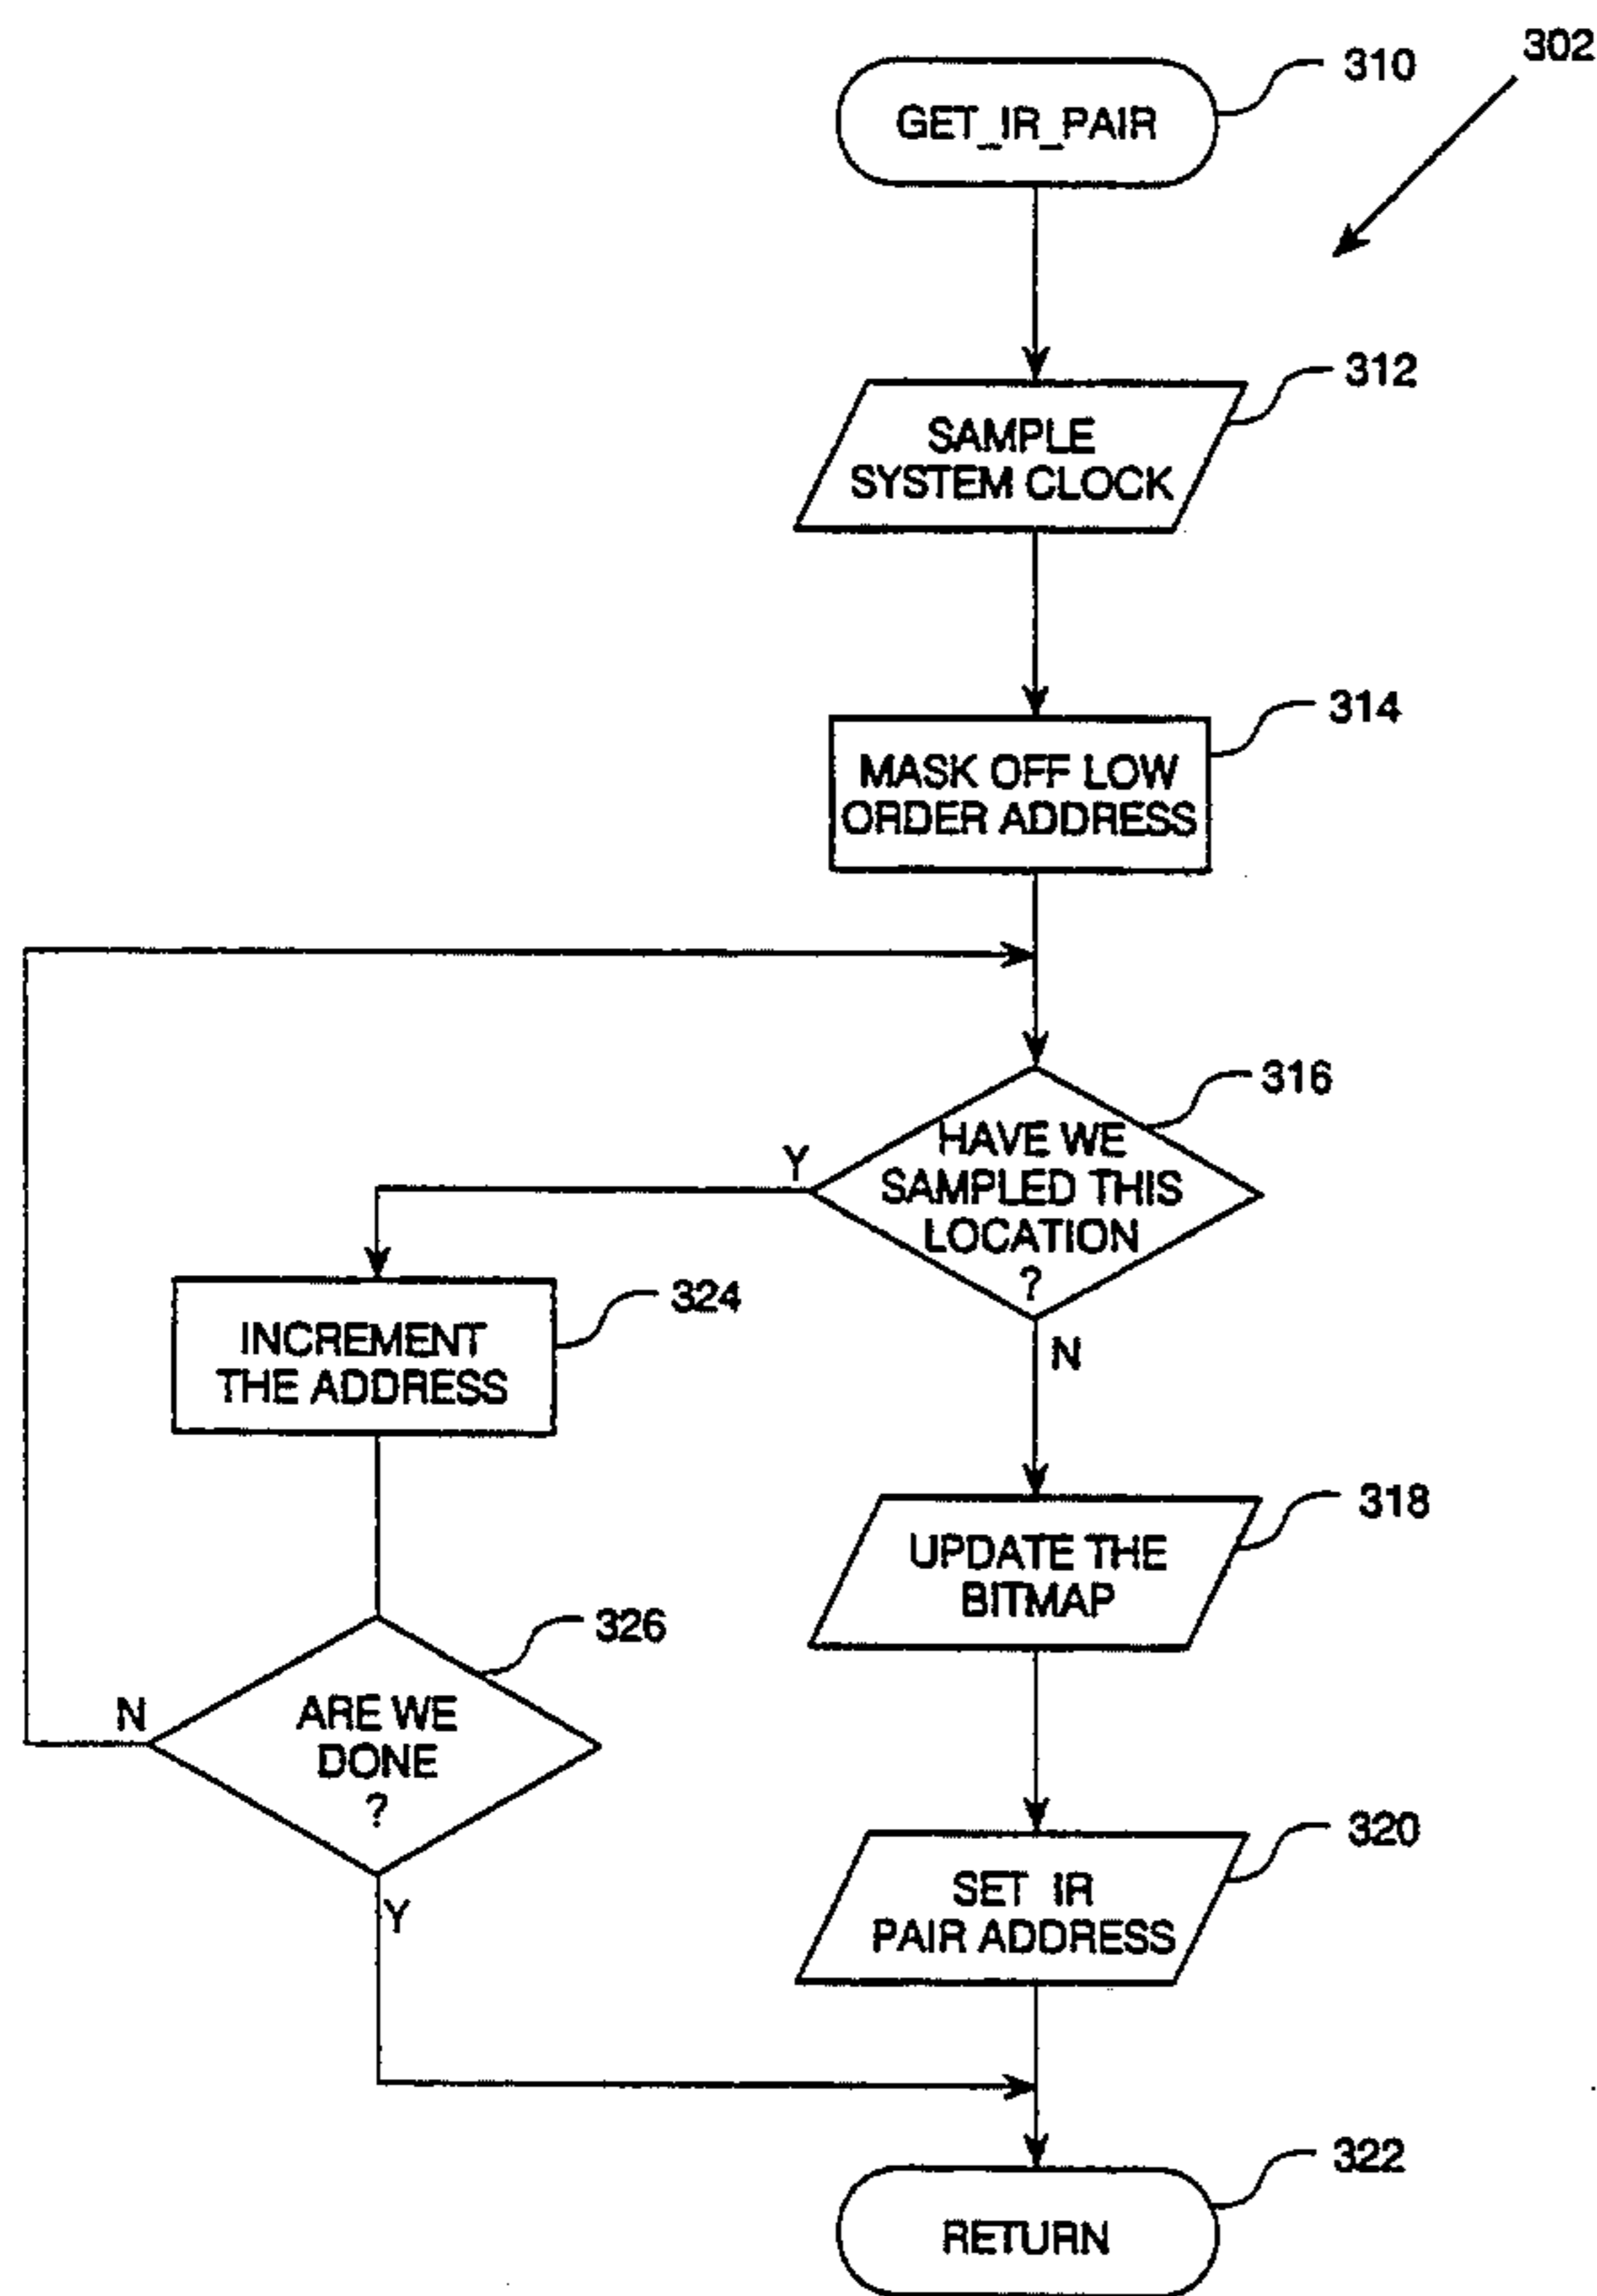 302
310
GET_IR_PAIR
312
SAMPLE
SYSTEM CLOCK
314
MASK OFF LOW
ORDER ADDRESS
316
HAVE WE
SAMPLED THIS
LOCATION
?
Y
N
324
INCREMENT
THE ADDRESS
318
UPDATE THE
BITMAP
326
ARE WE
DONE
?
N
Y
320
SET IR
PAIR ADDRESS
322
RETURN